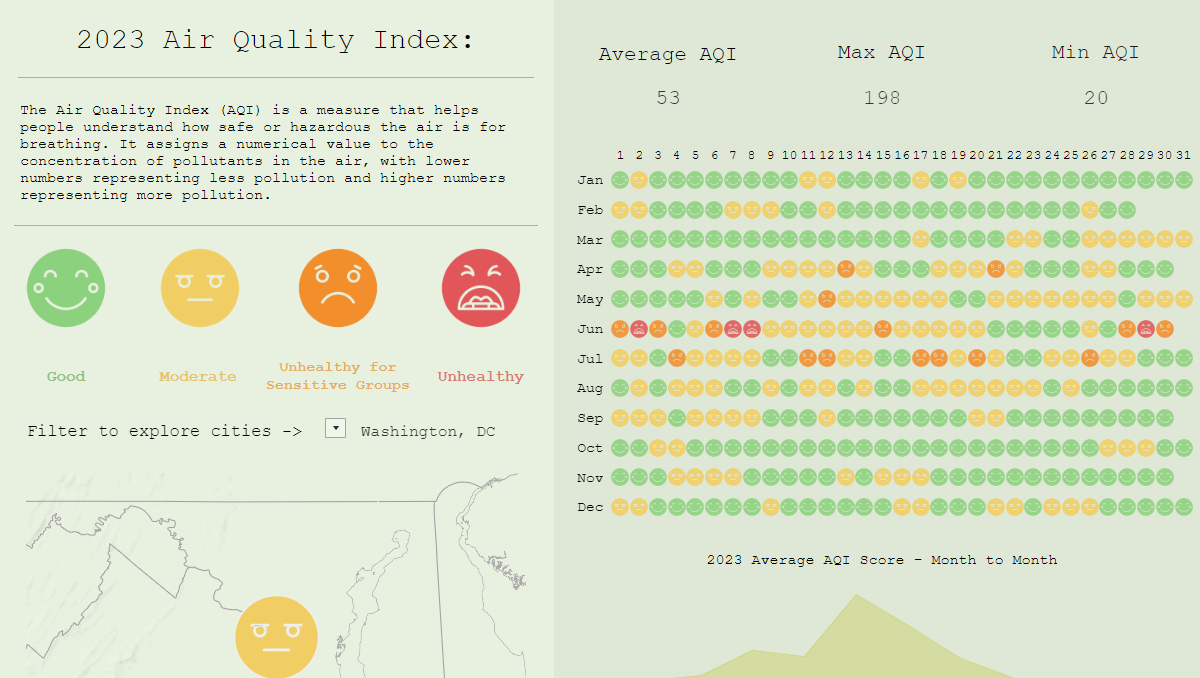 2023 Air Quality Index:
The Air Quality Index (AQI) is a measure that helps
people understand how safe or hazardous the air is for
breathing. It assigns a numerical value to the
concentration of pollutants in the air, with lower
numbers representing less pollution and higher numbers
representing more pollution.
Good
Moderate
Unhealthy for
Sensitive Groups
Unhealthy
Filter to explore cities -> Washington, DC
Average AQI
Max AQI
Min AQI
53
198
20
1 2 3 4 5 6 7 8 9 10 11 12 13 14 15 16 17 18 19 20 21 22 23 24 25 26 27 28 29 30 31
Jan
Feb
Mar
Apr
May
Jun
Jul
Aug
Sep
Oct
Nov
Dec
2023 Average AQI Score - Month to Month